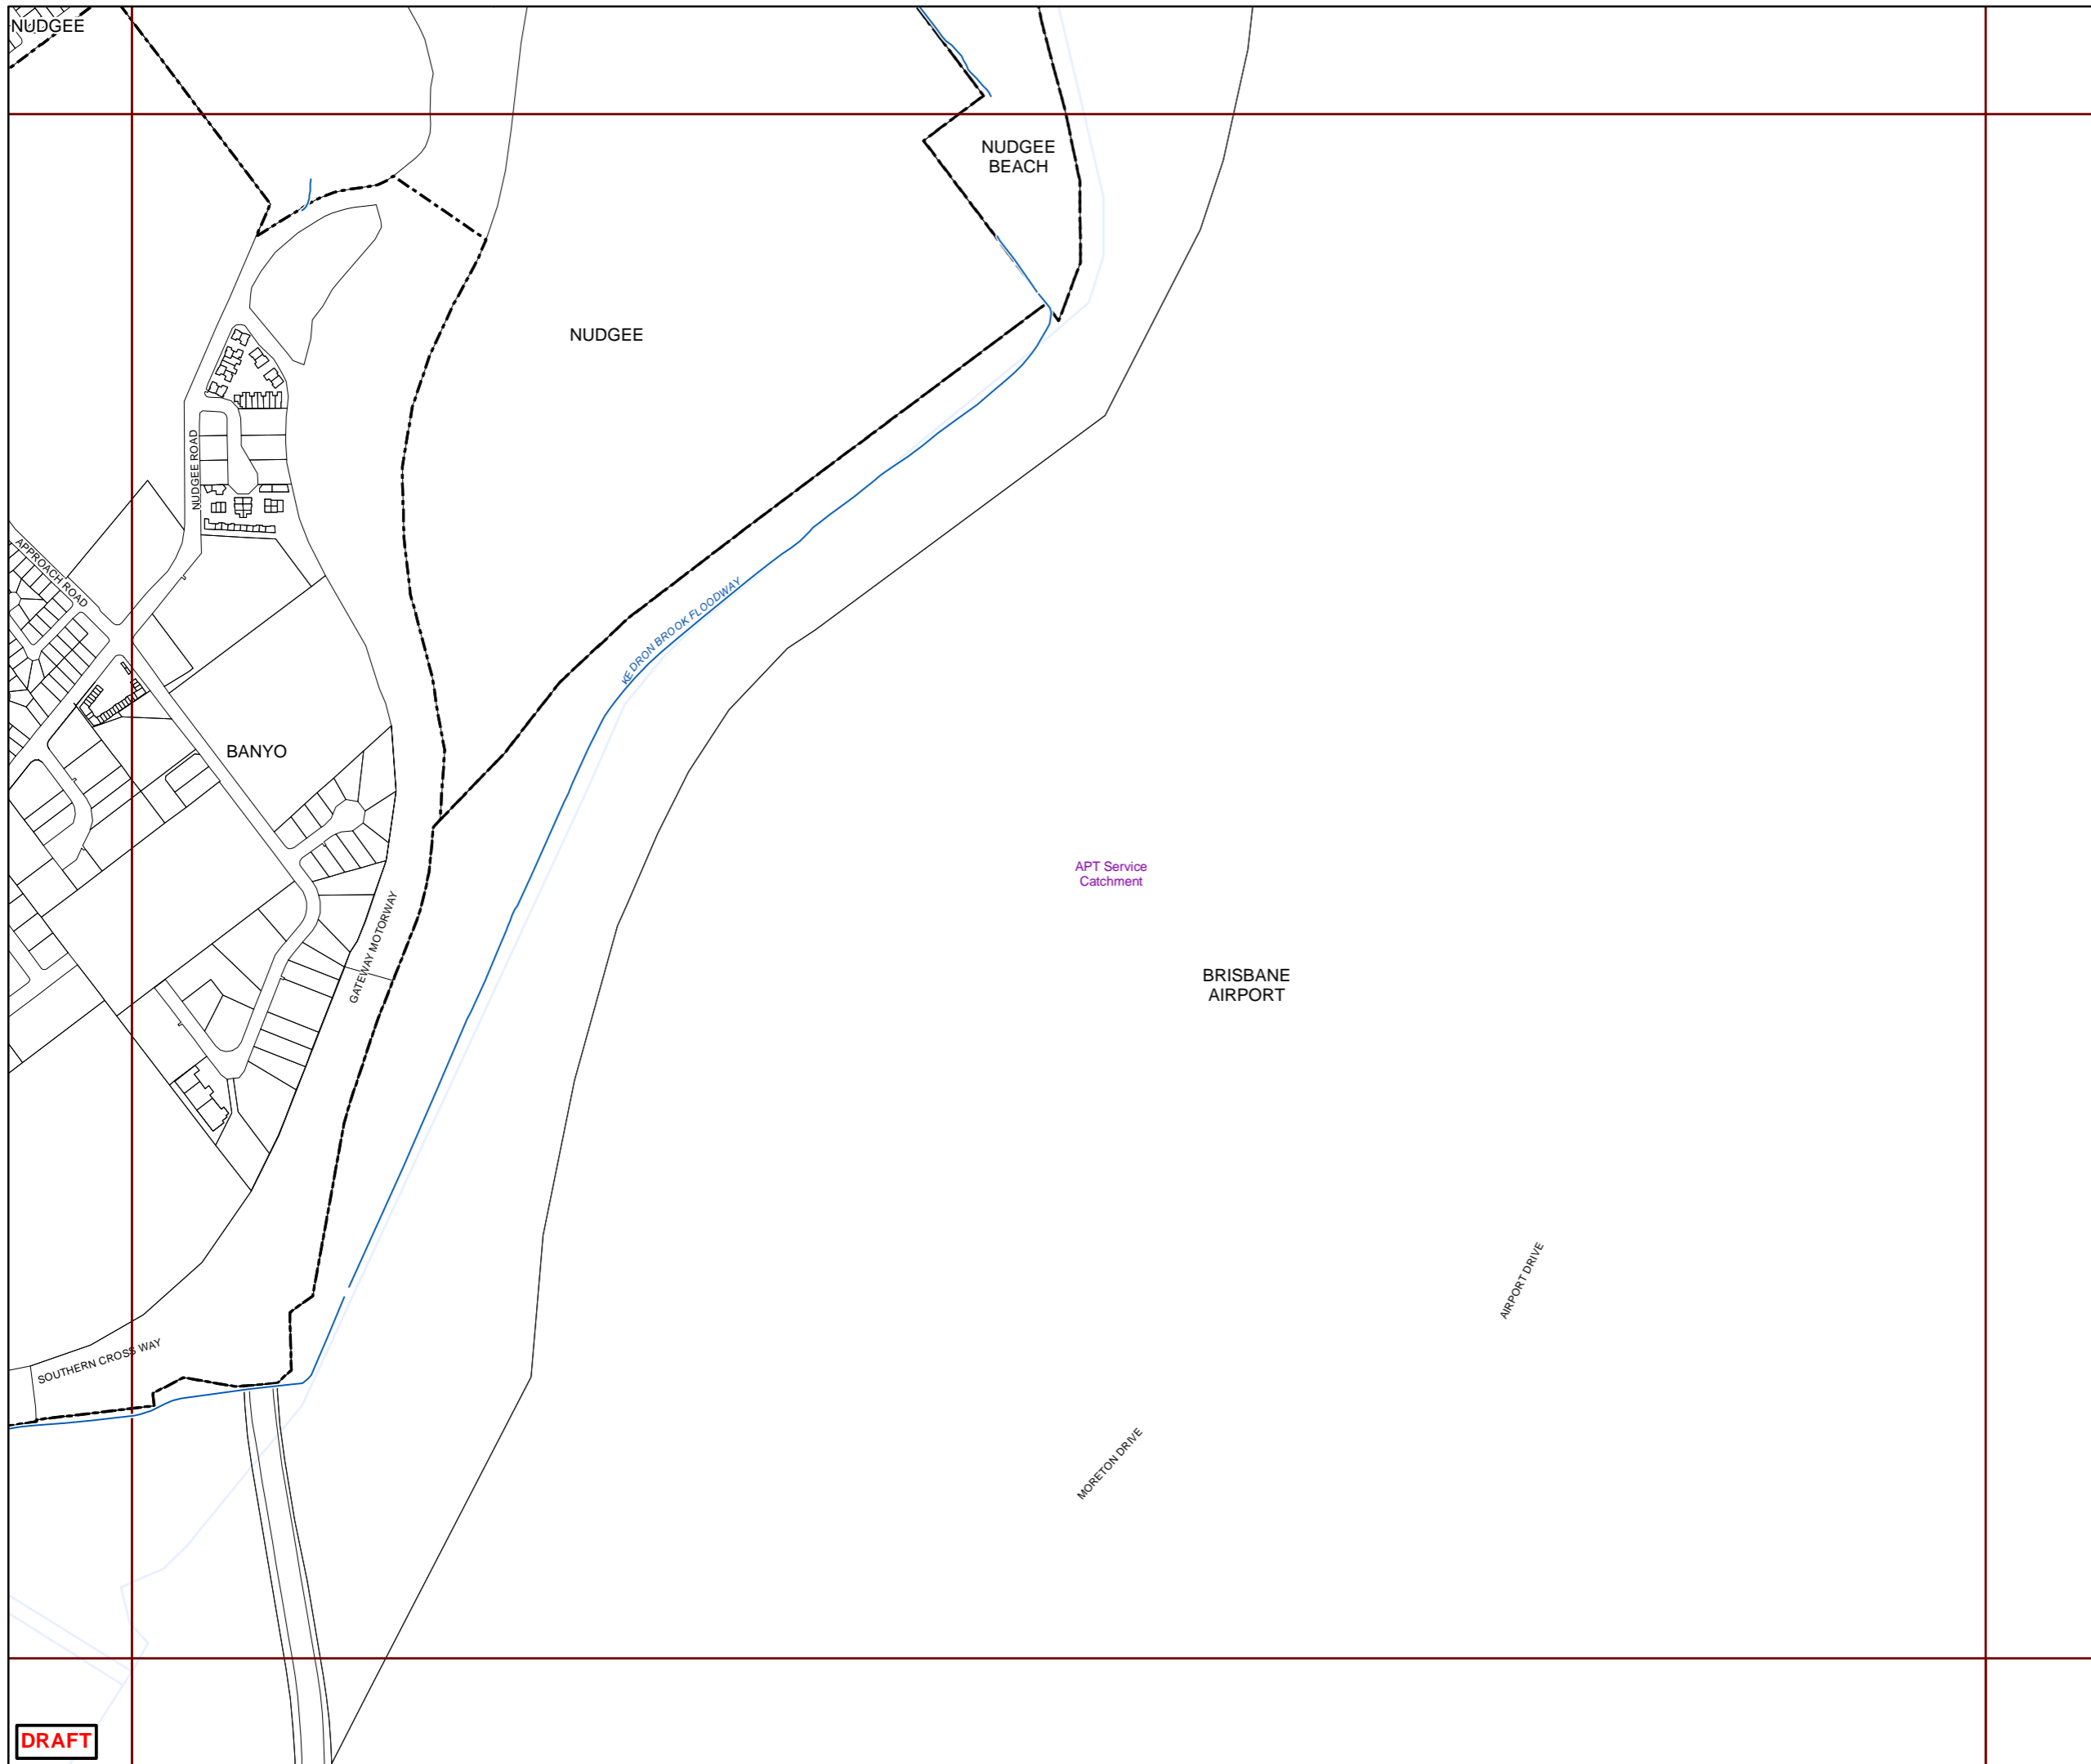 NUDGEE
NUDGEE
BEACH
NUDGEE
NUDGEE ROAD
APPROACH ROAD
KEDRON BROOK FLOODWAY
BANYO
APT Service
Catchment
GATEWAY MOTORWAY
BRISBANE
AIRPORT
AIRPORT DRIVE
SOUTHERN CROSS WAY
MORETON DRIVE
DRAFT